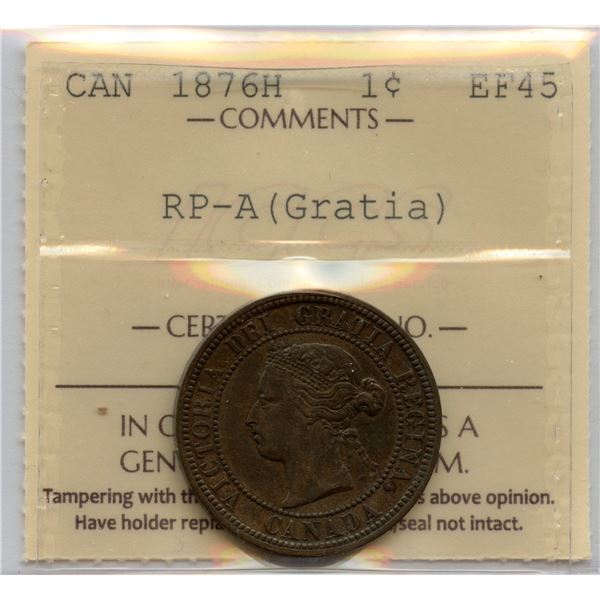 CAN 1876H 1¢ EF45
— COMMENTS —
RP-A(Gratia)
— CERT NO. —
VICTORIA DEI GRATIA REGINA.
CANADA
IN S A
GEN M.
Tampering with th s above opinion.
Have holder repla /seal not intact.